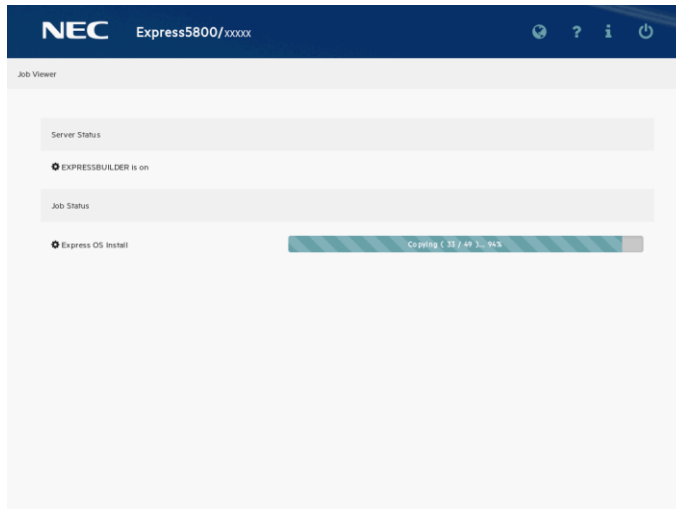 NEC Express5800/xxxxx ? i
Job Viewer
Server Status
EXPRESSBUILDER is on
Job Status
Express OS Install Copying ( 33 / 49 )... 94%